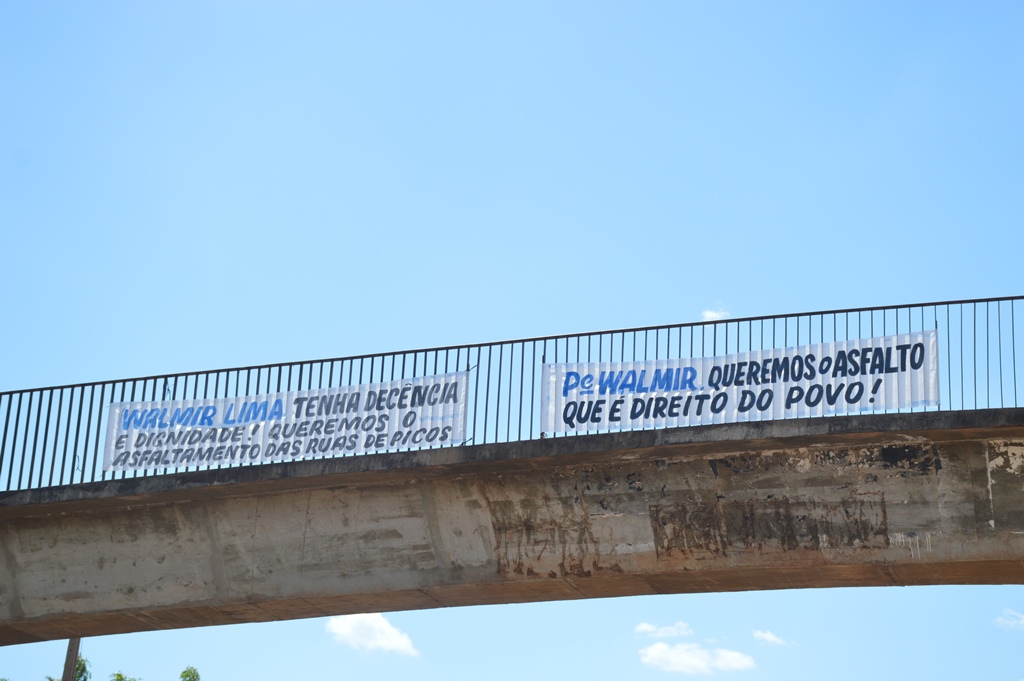 WALMIR LIMA TENHA DECÊNCIA
E DIGNIDADE! QUEREMOS O
ASFALTAMENTO DAS RUAS DE PICOS
Pe WALMIR. QUEREMOS O ASFALTO
QUE É DIREITO DO POVO!